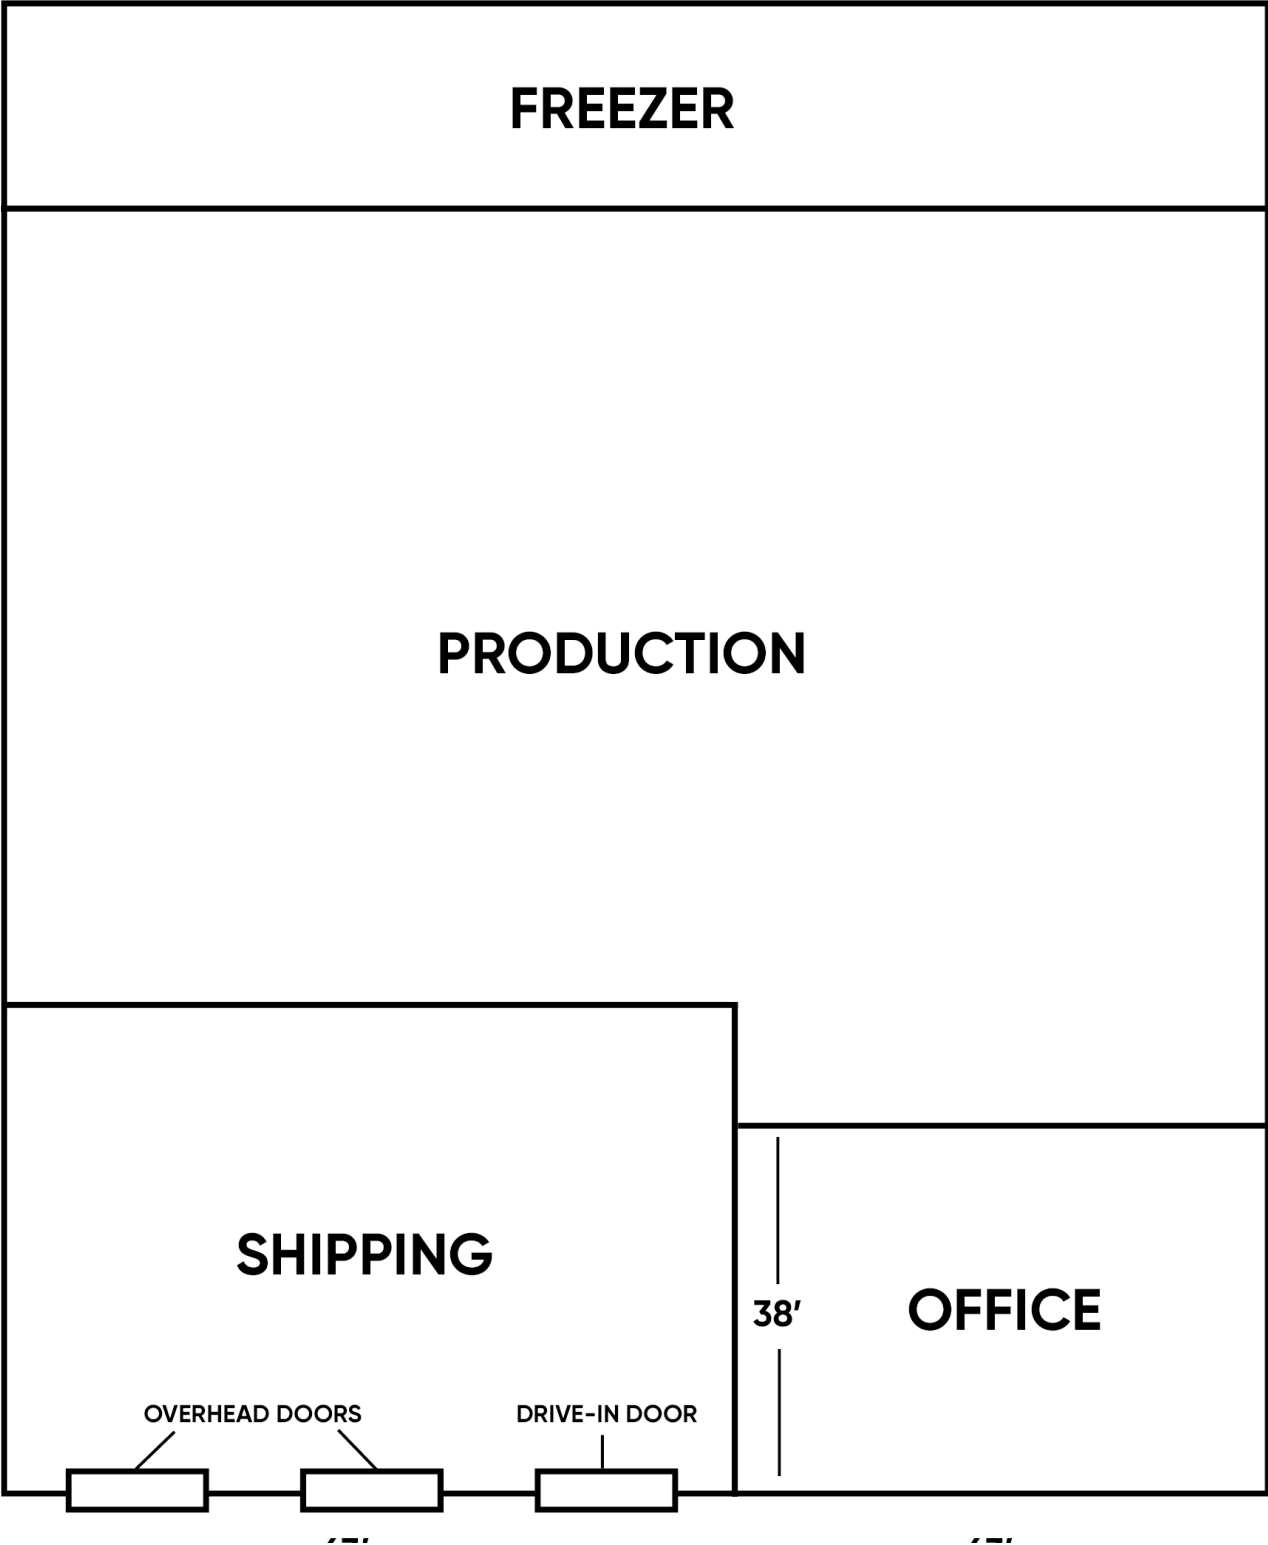 FREEZER
PRODUCTION
SHIPPING
38′
OFFICE
OVERHEAD DOORS
DRIVE-IN DOOR